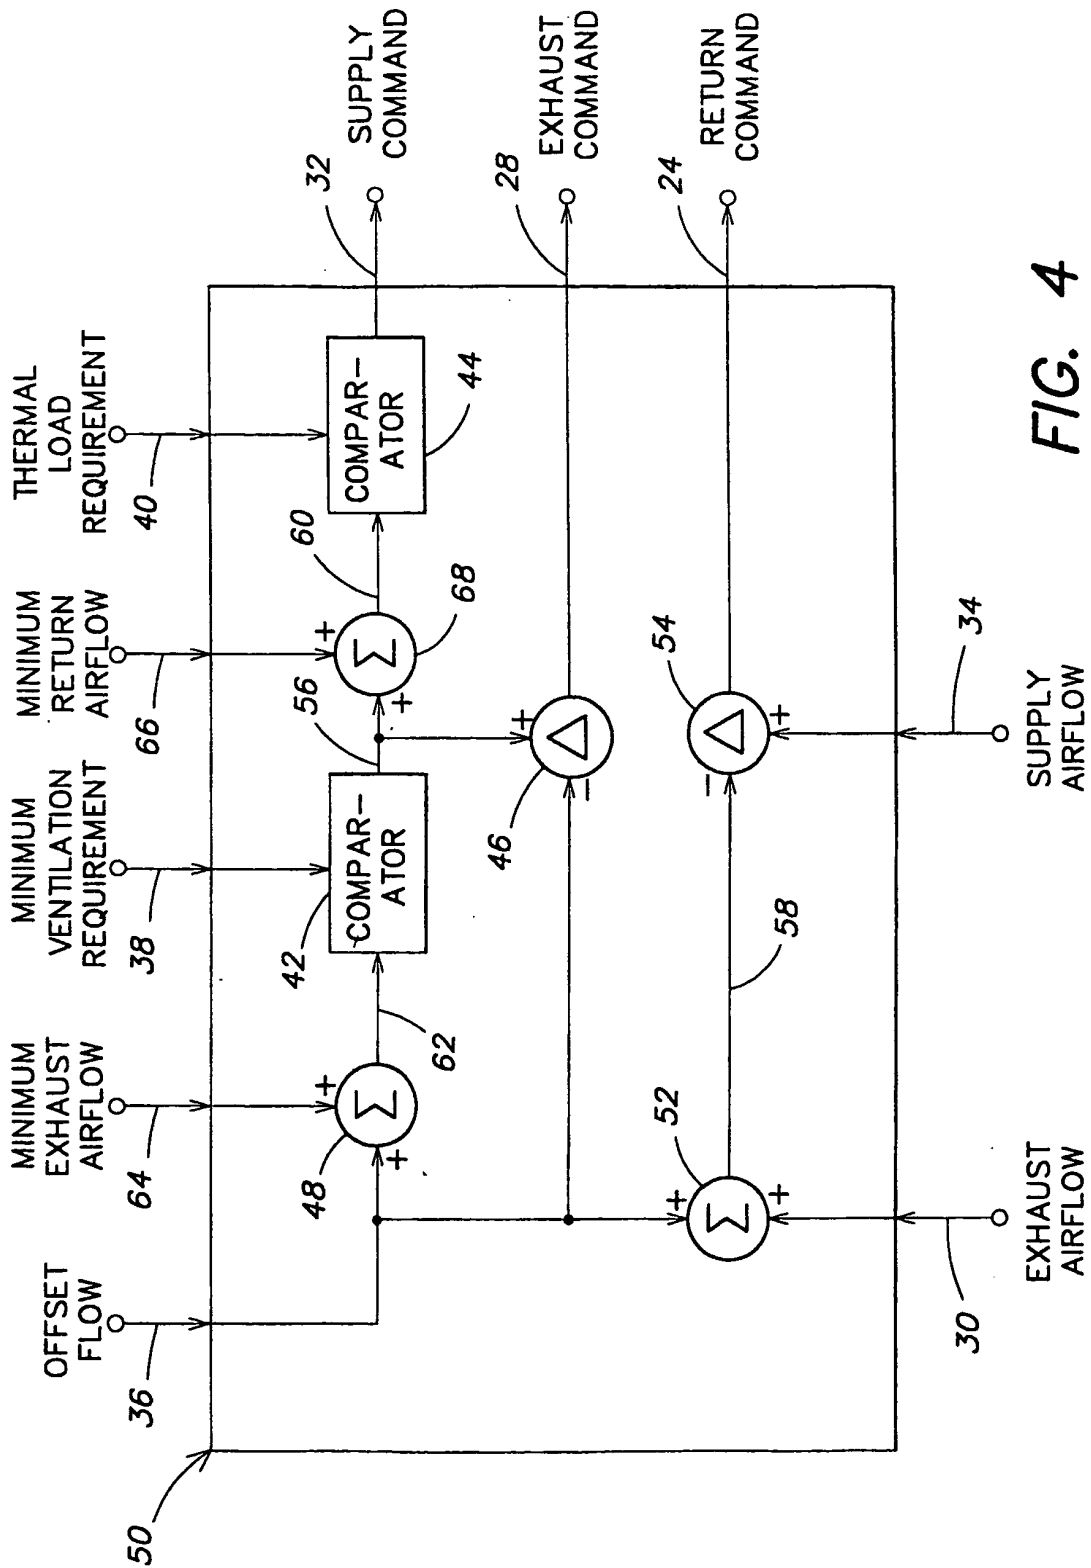 OFFSET
FLOW
36
MINIMUM
EXHAUST
AIRFLOW
64
MINIMUM
VENTILATION
REQUIREMENT
38
MINIMUM
RETURN
AIRFLOW
66
THERMAL
LOAD
REQUIREMENT
40
50
48
Σ
+
+
62
42
COMPAR-
ATOR
56
Σ
+
+
68
60
COMPAR-
ATOR
44
32
SUPPLY
COMMAND
46
Δ
+
−
28
EXHAUST
COMMAND
52
Σ
+
+
58
54
Δ
−
+
24
RETURN
COMMAND
30
EXHAUST
AIRFLOW
34
SUPPLY
AIRFLOW
FIG. 4